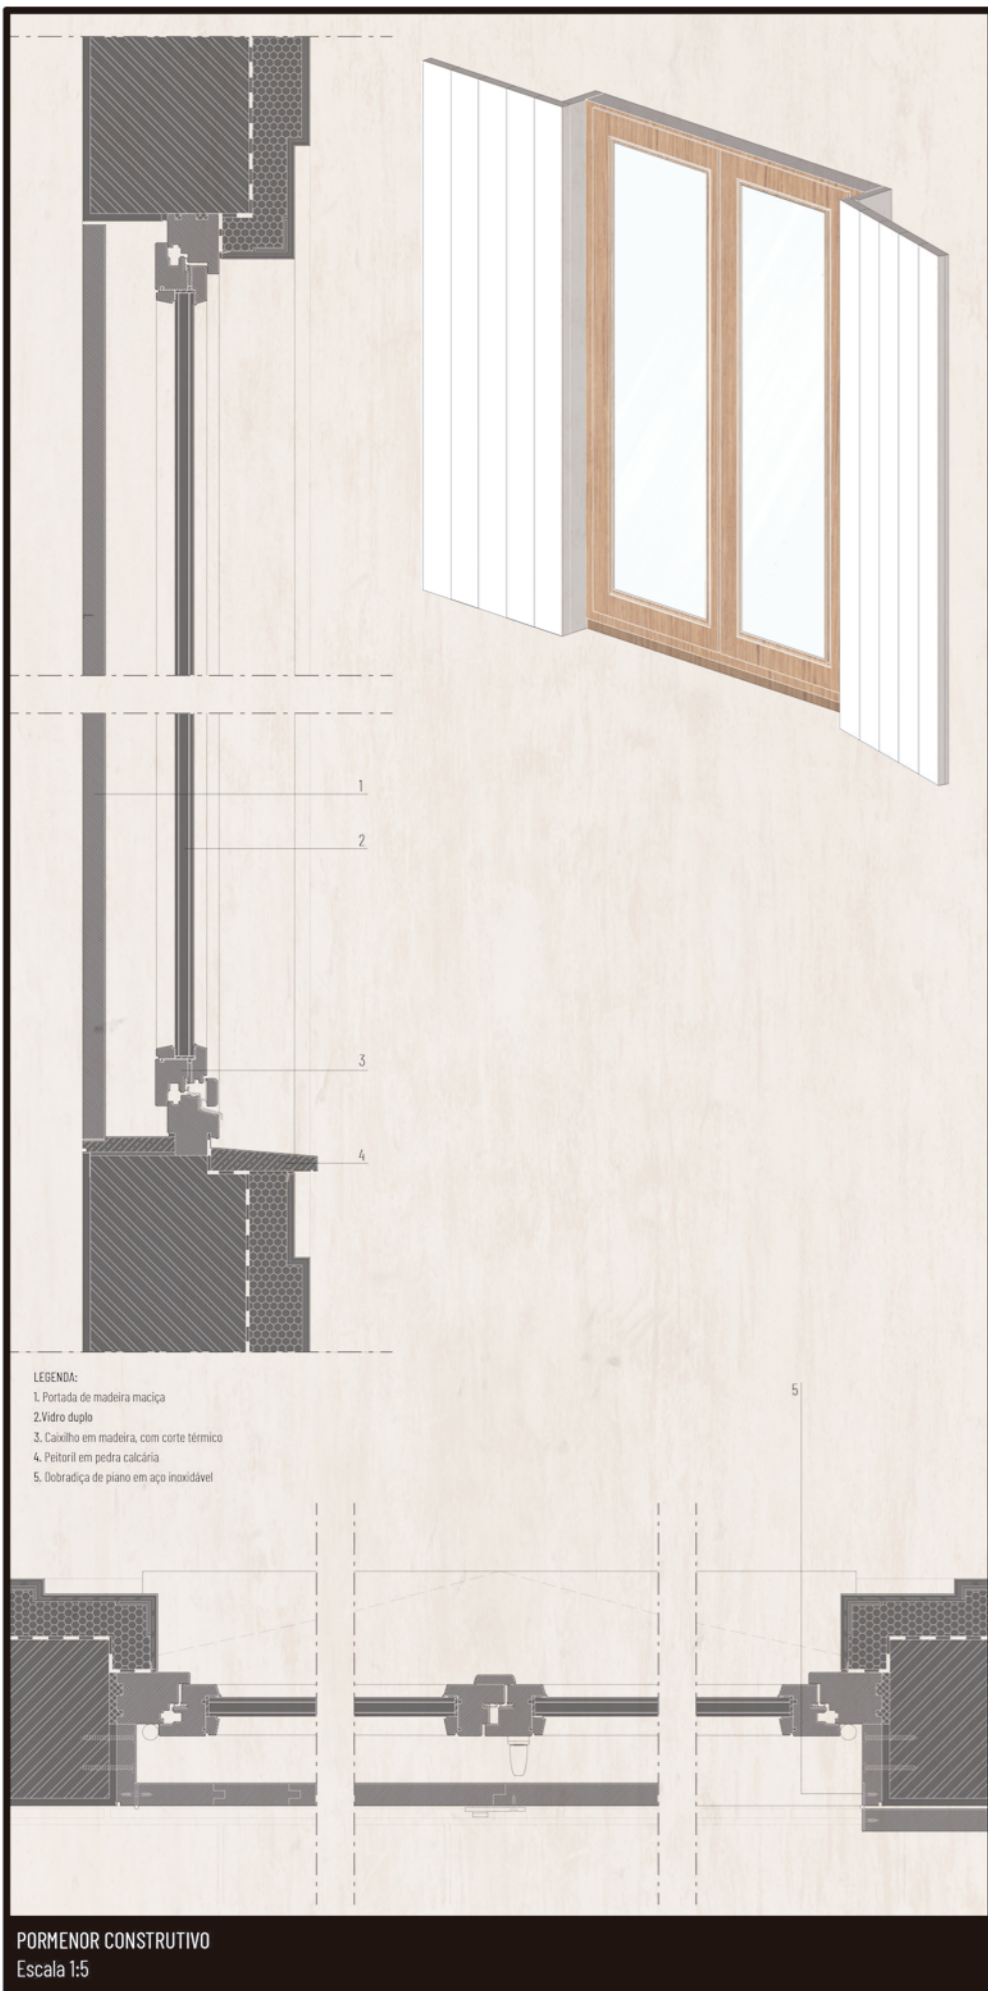 1
2
3
4
LEGENDA:
1. Portada de madeira maciça
2.Vidro duplo
3. Caixilho em madeira, com corte térmico
4. Peitoril em pedra calcária
5. Dobradiça de piano em aço inoxidável
5
PORMENOR CONSTRUTIVO
Escala 1:5